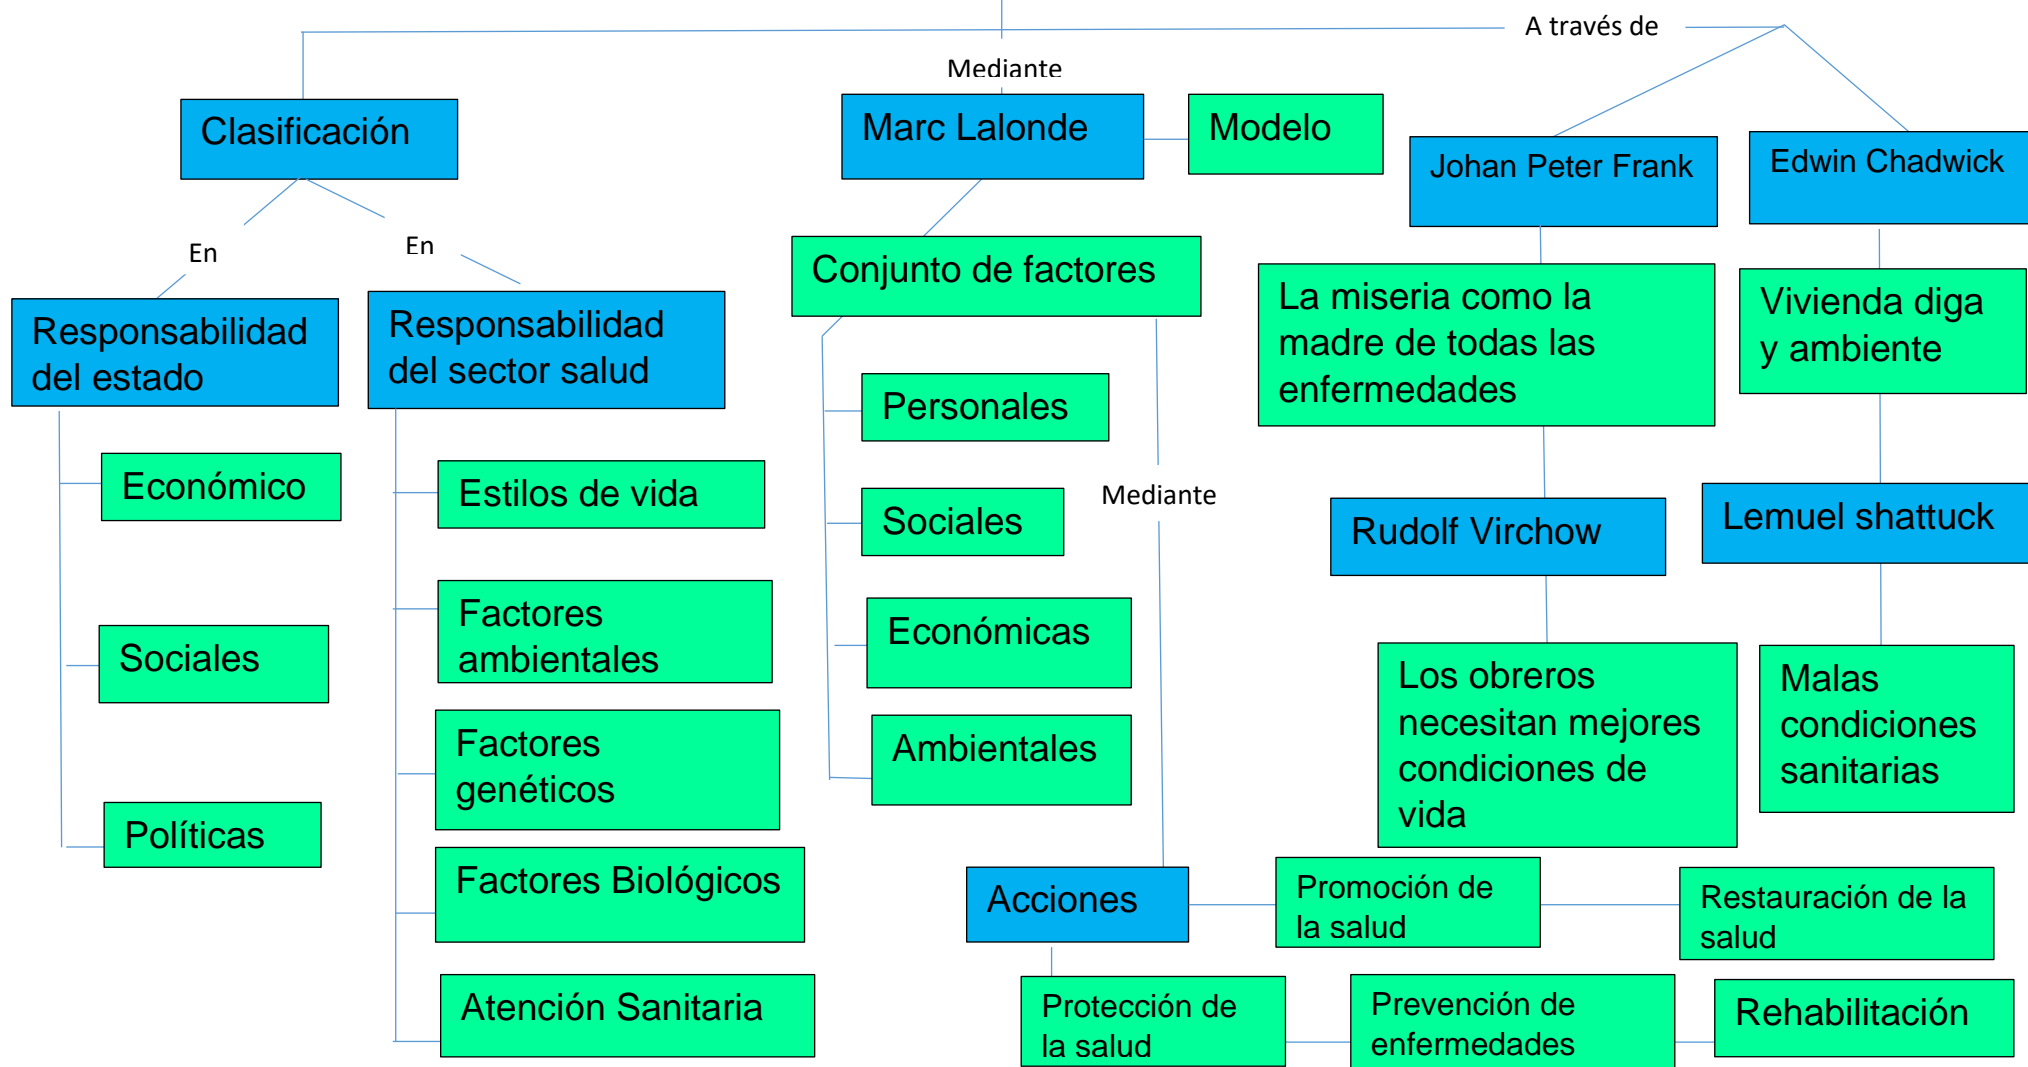 A través de
Mediante
Clasificación
Marc Lalonde
Modelo
Johan Peter Frank
Edwin Chadwick
En
En
Responsabilidad
del estado
Responsabilidad
del sector salud
Conjunto de factores
La miseria como la
madre de todas las
enfermedades
Vivienda diga
y ambiente
Económico
Sociales
Políticas
Estilos de vida
Factores
ambientales
Factores
genéticos
Factores Biológicos
Atención Sanitaria
Personales
Sociales
Económicas
Ambientales
Mediante
Rudolf Virchow
Lemuel shattuck
Los obreros
necesitan mejores
condiciones de
vida
Malas
condiciones
sanitarias
Acciones
Promoción de
la salud
Restauración de la
salud
Protección de
la salud
Prevención de
enfermedades
Rehabilitación